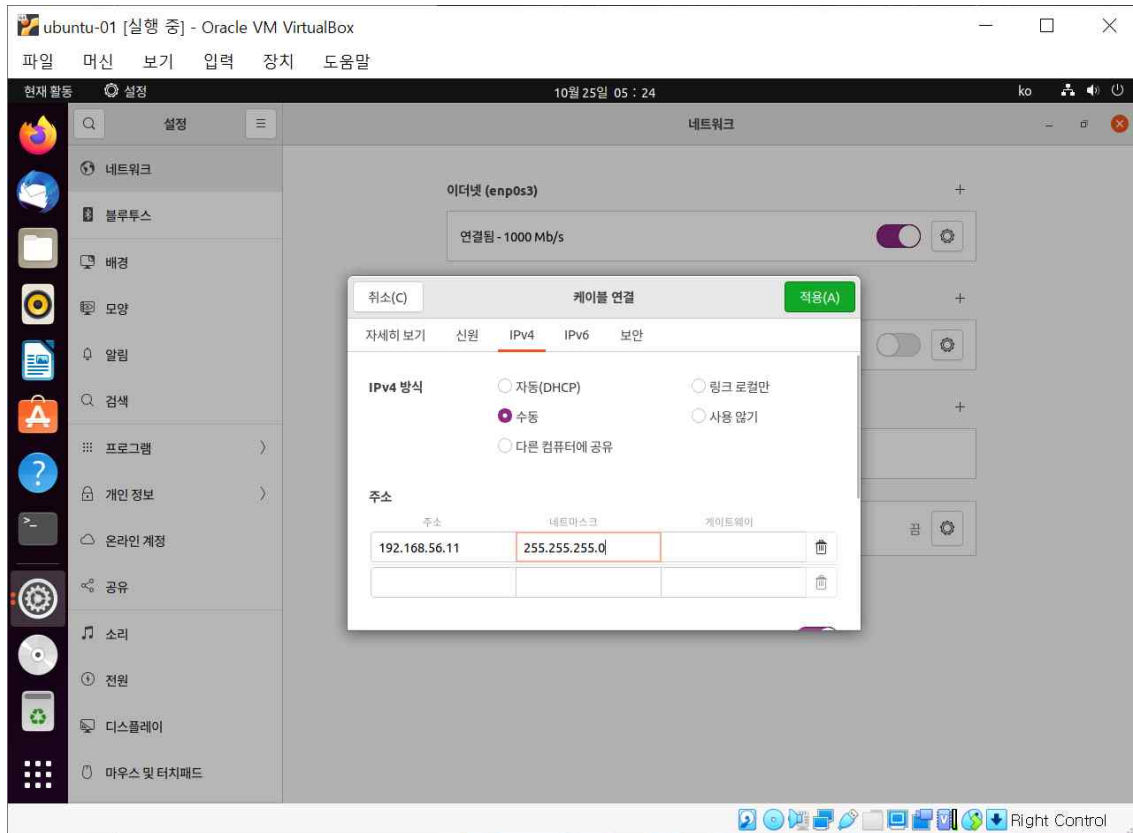 ubuntu-01 [실행 중] - Oracle VM VirtualBox
파일 머신 보기 입력 장치 도움말
현재 활동 설정 10월 25일 05 : 24 ko
설정 네트워크
네트워크
블루투스
배경
모양
알림
검색
프로그램
개인 정보
온라인 계정
공유
소리
전원
디스플레이
마우스 및 터치패드
이더넷 (enp0s3)
연결됨 - 1000 Mb/s
끔
취소(C) 케이블 연결 적용(A)
자세히 보기 신원 IPv4 IPv6 보안
IPv4 방식 자동(DHCP) 링크 로컬만
수동 사용 않기
다른 컴퓨터에 공유
주소
주소 네트마스크 게이트웨이
192.168.56.11 255.255.255.0
Right Control